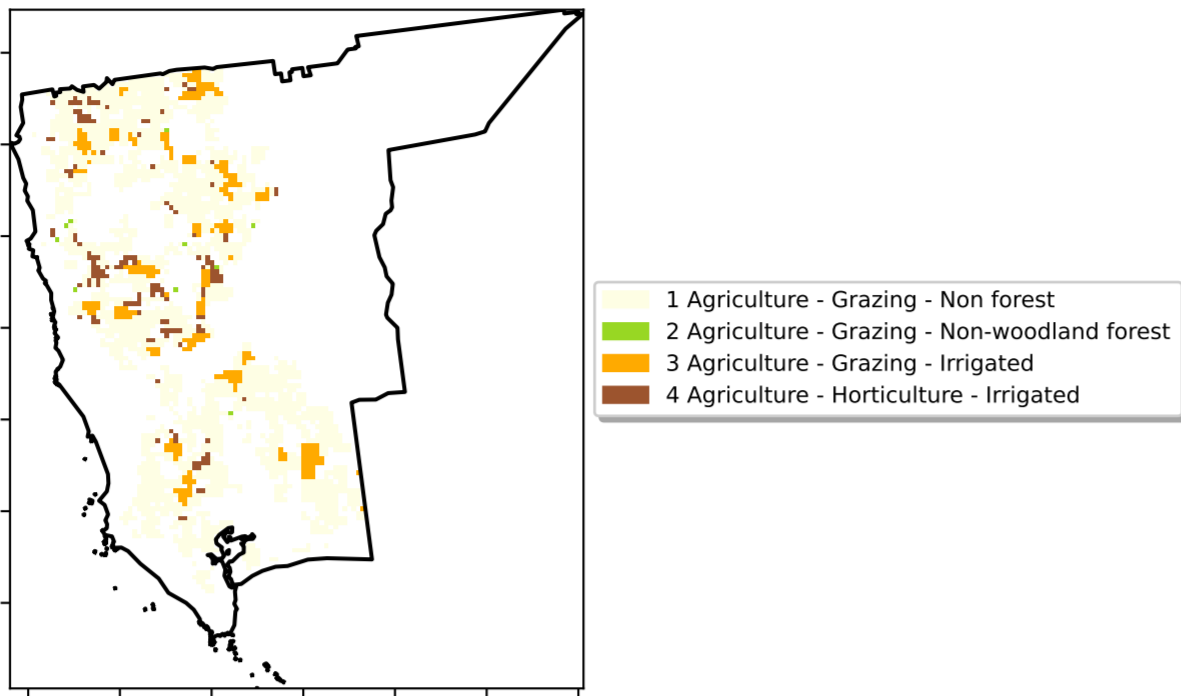 1 Agriculture - Grazing - Non forest
2 Agriculture - Grazing - Non-woodland forest
3 Agriculture - Grazing - Irrigated
4 Agriculture - Horticulture - Irrigated